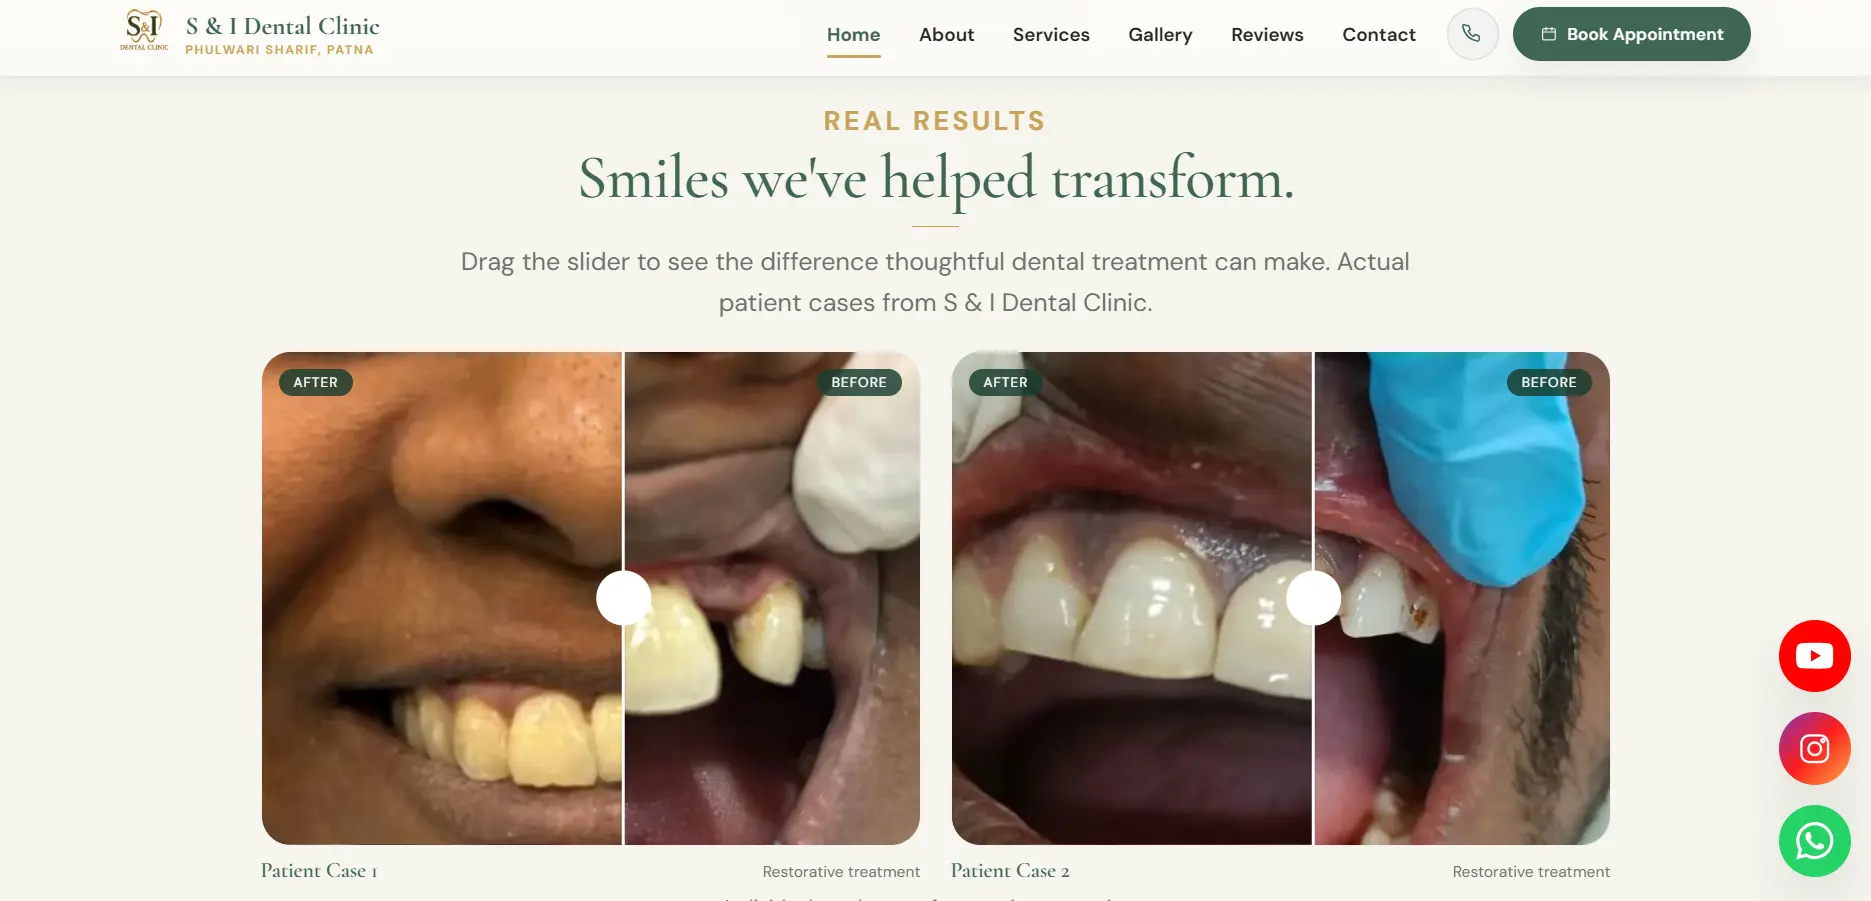 S&I
DENTAL CLINIC
S & I Dental Clinic
PHULWARI SHARIF, PATNA
Home
About
Services
Gallery
Reviews
Contact
Book Appointment
REAL RESULTS
Smiles we've helped transform.
Drag the slider to see the difference thoughtful dental treatment can make. Actual
patient cases from S & I Dental Clinic.
AFTER
BEFORE
AFTER
BEFORE
Patient Case 1
Restorative treatment
Patient Case 2
Restorative treatment